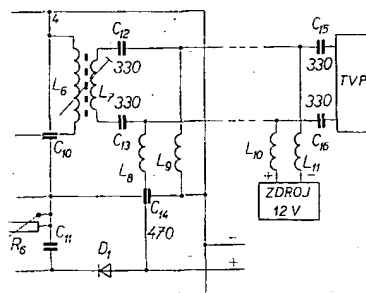 4
C12
C15
330
330
TVP
L6
L7
330
330
C10
C13
C16
L8
L9
L10
L11
+ -
ZDROJ
12 V
C14
C11
470
R6
D1
-
+